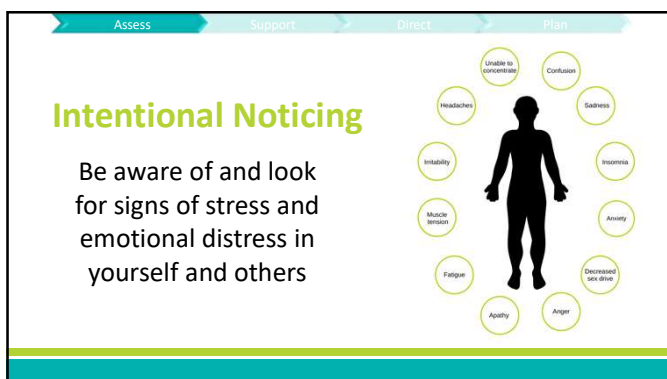 Assess
Support
Direct
Plan
Intentional Noticing
Be aware of and look
for signs of stress and
emotional distress in
yourself and others
Unable to
concentrate
Confusion
Headaches
Sadness
Irritability
Insomnia
Muscle
tension
Anxiety
Fatigue
Decreased
sex drive
Apathy
Anger